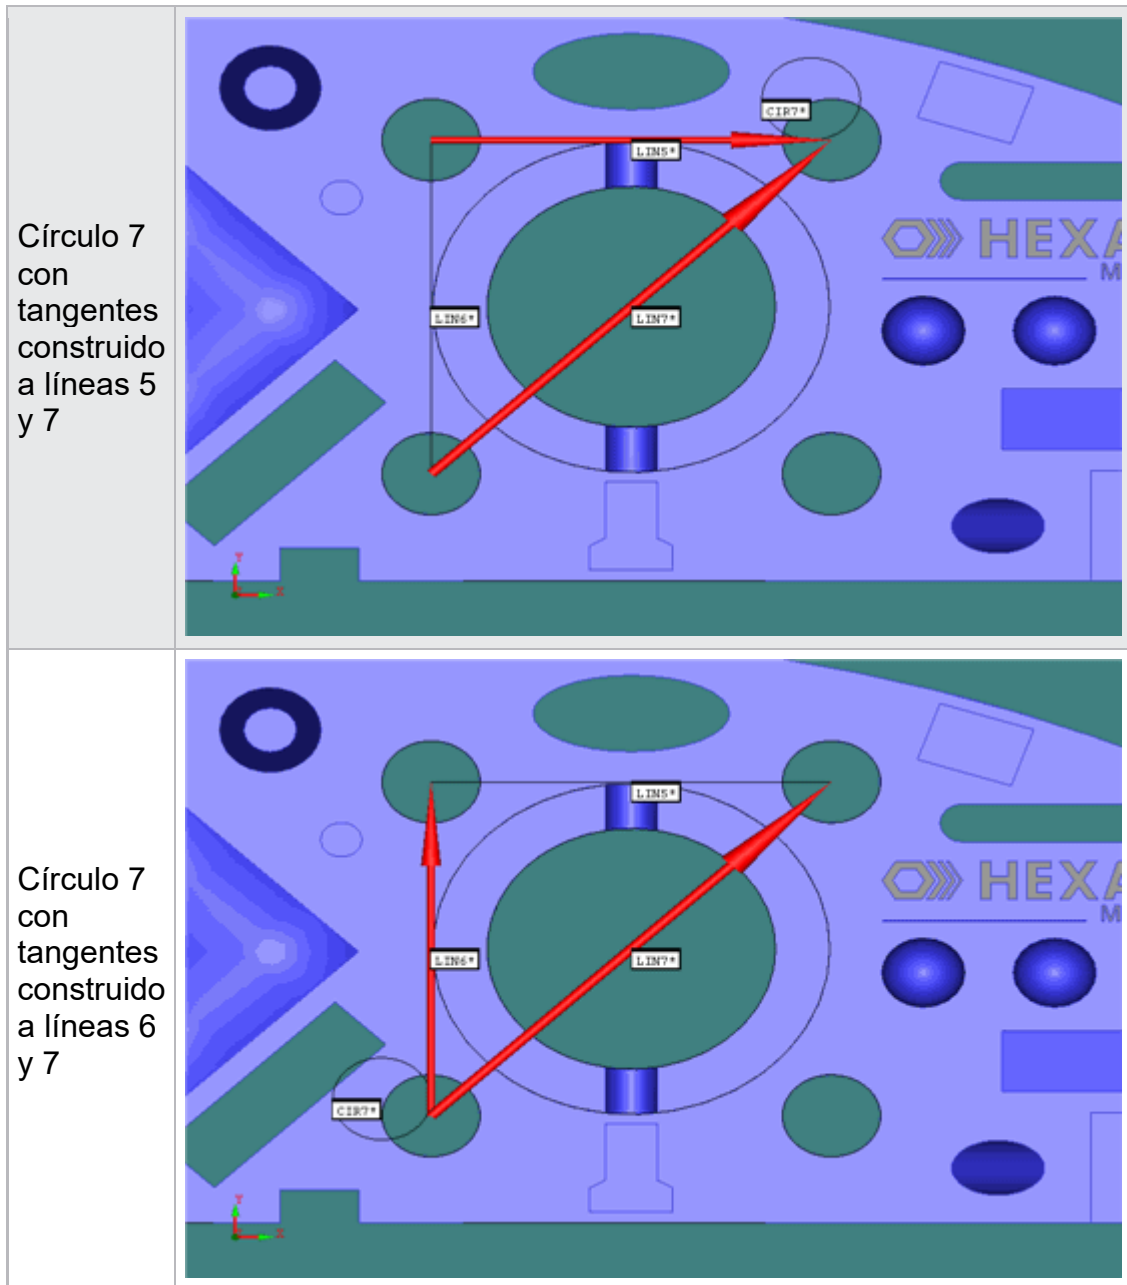 Círculo 7
con
tangentes
construido
a líneas 5
y 7
CIR7*
LIN5*
HEXA
M
LIN6*
LIN7*
Y
X
Círculo 7
con
tangentes
construido
a líneas 6
y 7
LIN5*
HEXA
M
LIN6*
LIN7*
CIR7*
Y
X